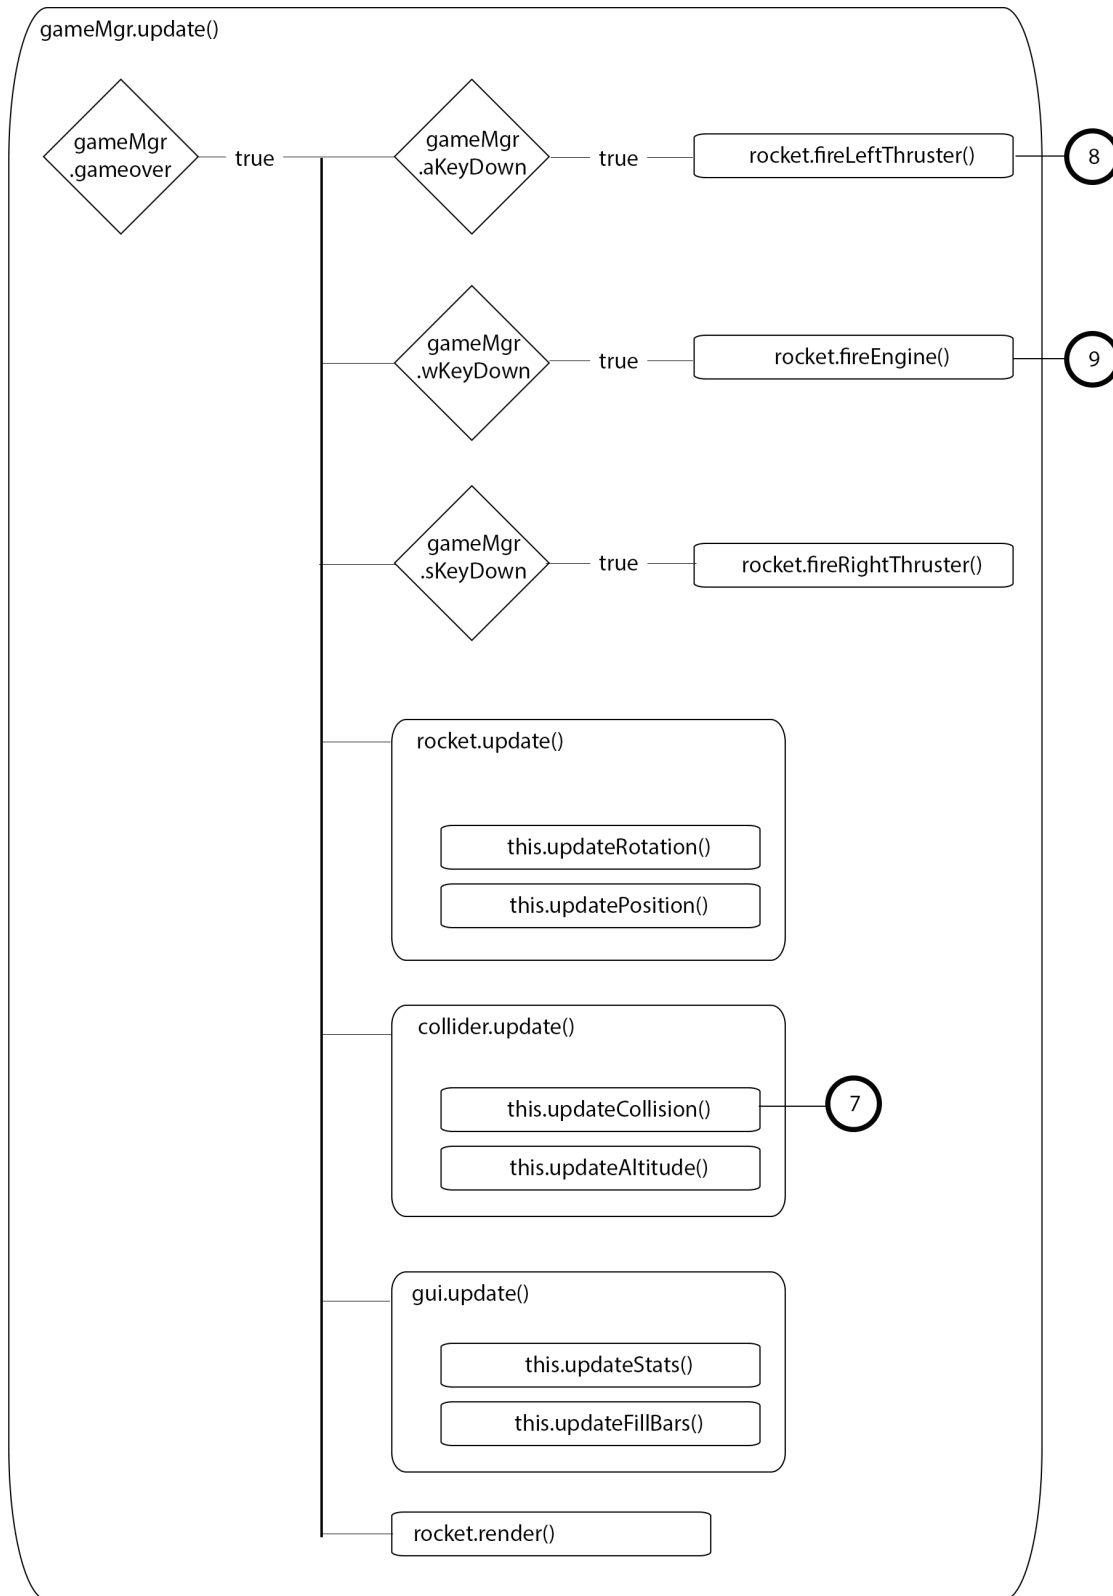 gameMgr.update()
gameMgr
.gameover
true
gameMgr
.aKeyDown
true
rocket.fireLeftThruster()
8
gameMgr
.wKeyDown
true
rocket.fireEngine()
9
gameMgr
.sKeyDown
true
rocket.fireRightThruster()
rocket.update()
this.updateRotation()
this.updatePosition()
collider.update()
this.updateCollision()
7
this.updateAltitude()
gui.update()
this.updateStats()
this.updateFillBars()
rocket.render()